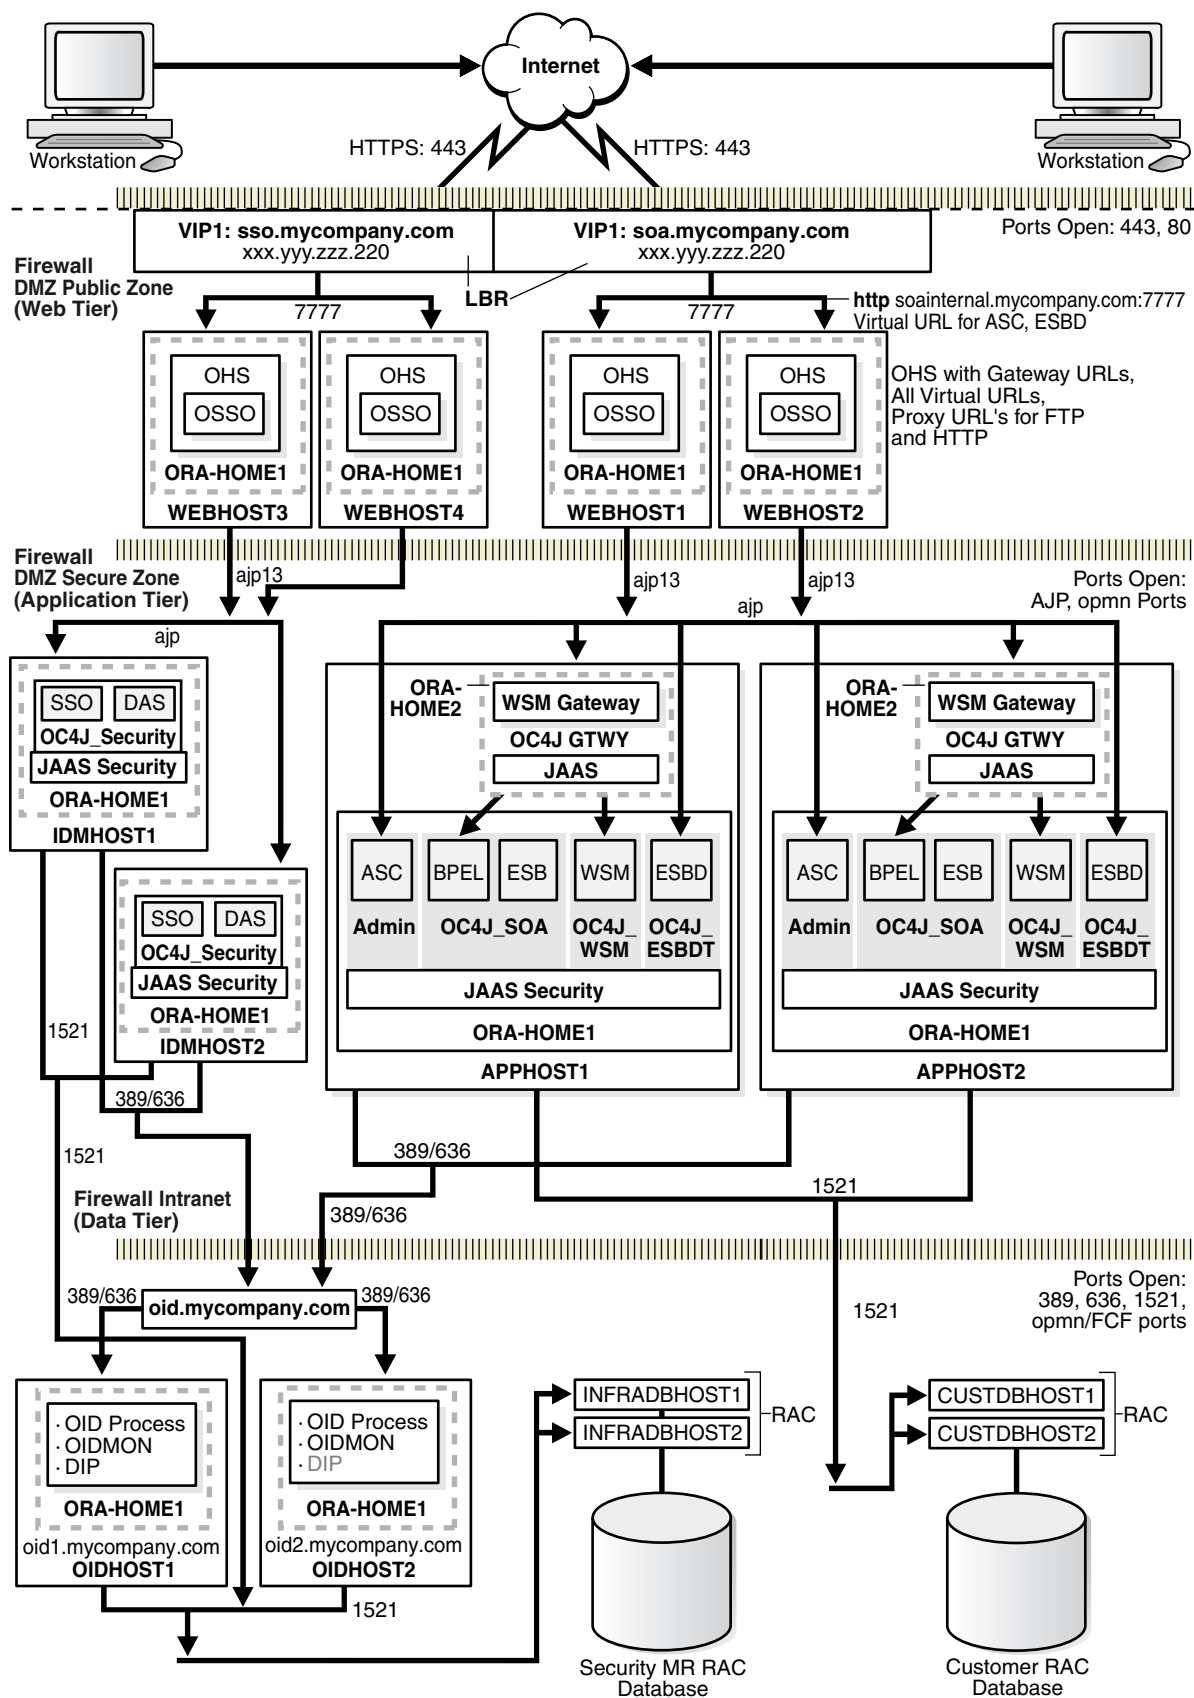 Internet
Workstation
Workstation
HTTPS: 443
HTTPS: 443
VIP1: sso.mycompany.com
xxx.yyy.zzz.220
VIP1: soa.mycompany.com
xxx.yyy.zzz.220
Ports Open: 443, 80
Firewall
DMZ Public Zone
(Web Tier)
LBR
7777
7777
http soainternal.mycompany.com:7777
Virtual URL for ASC, ESBD
OHS
OSSO
ORA-HOME1
WEBHOST3
OHS
OSSO
ORA-HOME1
WEBHOST4
OHS
OSSO
ORA-HOME1
WEBHOST1
OHS
OSSO
ORA-HOME1
WEBHOST2
OHS with Gateway URLs,
All Virtual URLs,
Proxy URL's for FTP
and HTTP
Firewall
DMZ Secure Zone
(Application Tier)
ajp13
ajp13
ajp13
Ports Open:
AJP, opmn Ports
ajp
ajp
SSO
DAS
OC4J_Security
JAAS Security
ORA-HOME1
IDMHOST1
SSO
DAS
OC4J_Security
JAAS Security
ORA-HOME1
IDMHOST2
ORA-
HOME2
WSM Gateway
OC4J GTWY
JAAS
ASC
BPEL
ESB
WSM
ESBD
Admin
OC4J_SOA
OC4J_
WSM
OC4J_
ESBDT
JAAS Security
ORA-HOME1
APPHOST1
ORA-
HOME2
WSM Gateway
OC4J GTWY
JAAS
ASC
BPEL
ESB
WSM
ESBD
Admin
OC4J_SOA
OC4J_
WSM
OC4J_
ESBDT
JAAS Security
ORA-HOME1
APPHOST2
1521
389/636
1521
389/636
1521
Firewall Intranet
(Data Tier)
389/636
Ports Open:
389, 636, 1521,
opmn/FCF ports
389/636
oid.mycompany.com
389/636
1521
· OID Process
· OIDMON
· DIP
ORA-HOME1
oid1.mycompany.com
OIDHOST1
· OID Process
· OIDMON
· DIP
ORA-HOME1
oid2.mycompany.com
OIDHOST2
1521
INFRADBHOST1
INFRADBHOST2
RAC
CUSTDBHOST1
CUSTDBHOST2
RAC
Security MR RAC
Database
Customer RAC
Database